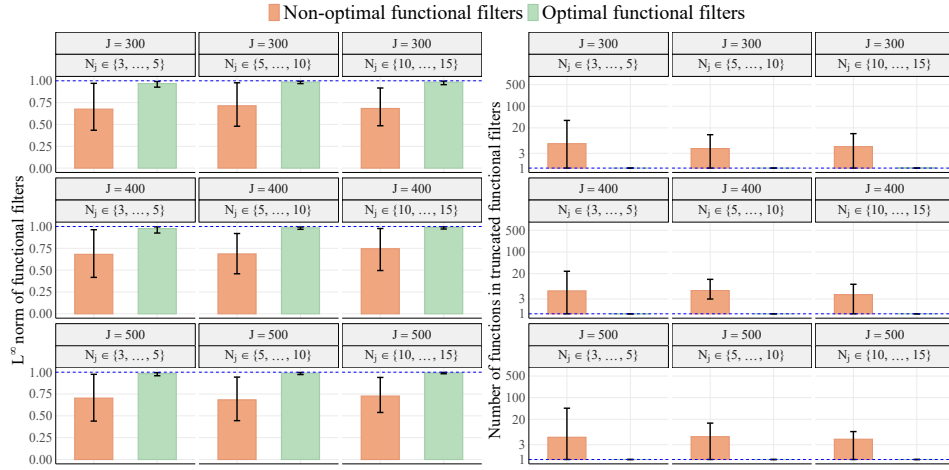 Non-optimal functional filters Optimal functional filters
L∞ norm of functional filters
J = 300 J = 300 J = 300
Nj ∈ {3, … , 5} Nj ∈ {5, … , 10} Nj ∈ {10, … , 15}
1.00
0.75
0.50
0.25
0.00
J = 400 J = 400 J = 400
Nj ∈ {3, … , 5} Nj ∈ {5, … , 10} Nj ∈ {10, … , 15}
1.00
0.75
0.50
0.25
0.00
J = 500 J = 500 J = 500
Nj ∈ {3, … , 5} Nj ∈ {5, … , 10} Nj ∈ {10, … , 15}
1.00
0.75
0.50
0.25
0.00
Number of functions in truncated functional filters
J = 300 J = 300 J = 300
Nj ∈ {3, … , 5} Nj ∈ {5, … , 10} Nj ∈ {10, … , 15}
500
100
20
3
1
J = 400 J = 400 J = 400
Nj ∈ {3, … , 5} Nj ∈ {5, … , 10} Nj ∈ {10, … , 15}
500
100
20
3
1
J = 500 J = 500 J = 500
Nj ∈ {3, … , 5} Nj ∈ {5, … , 10} Nj ∈ {10, … , 15}
500
100
20
3
1